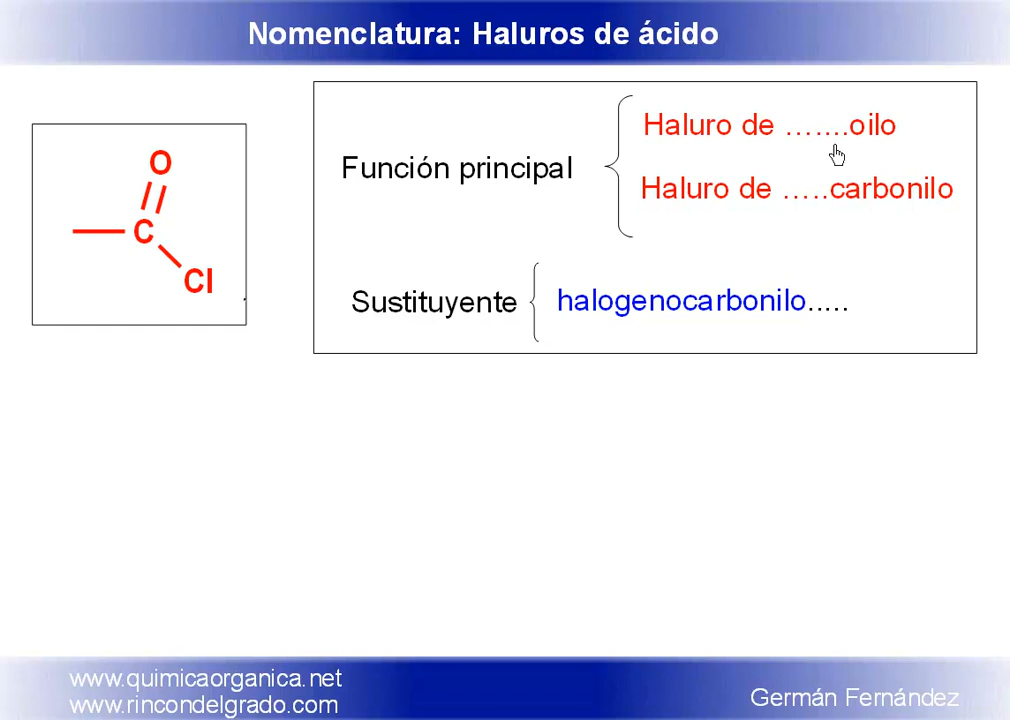 Nomenclatura: Haluros de ácido
O
C
Cl
Función principal
Haluro de …....oilo
Haluro de …..carbonilo
Sustituyente
halogenocarbonilo.....
www.quimicaorganica.net
www.rincondelgrado.com
Germán Fernández